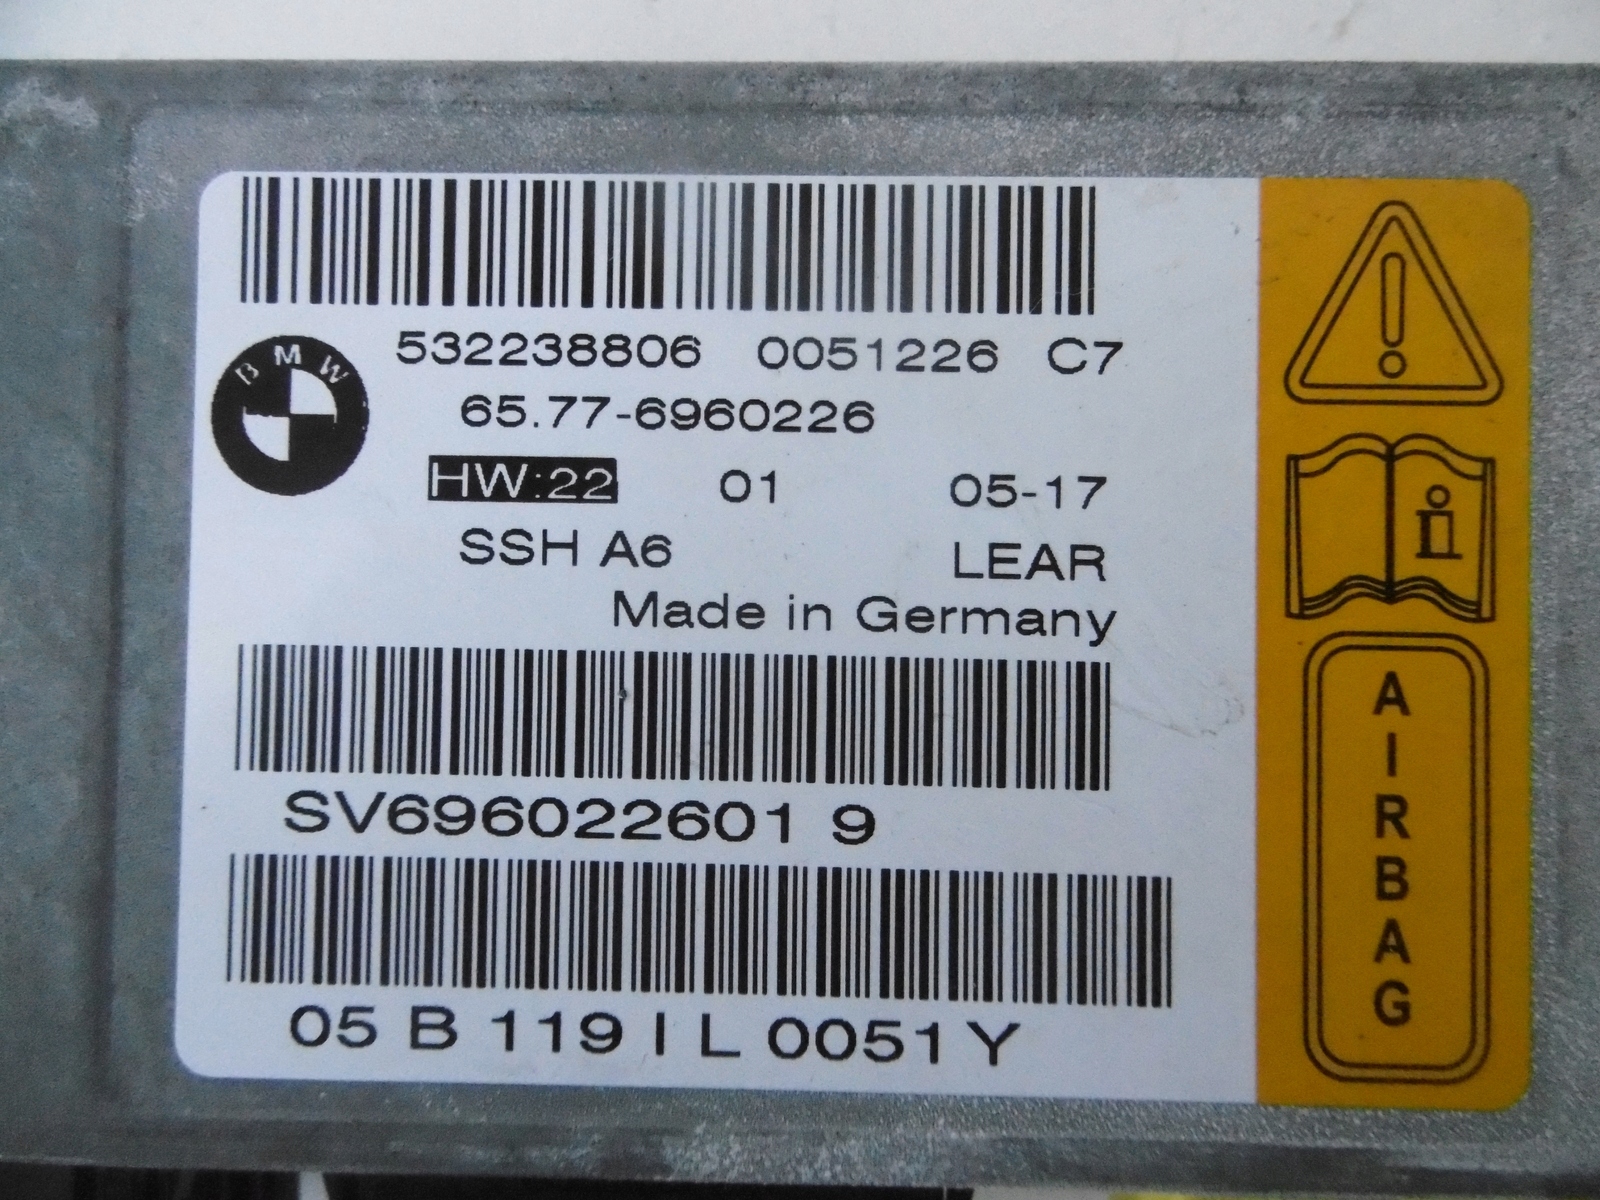 532238806 0051226 C7
BMW
65.77-6960226
HW:22 01 05-17
SSH A6 LEAR
Made in Germany
SV696022601 9
05 B 119 I L 0051 Y
i
AIRBAG